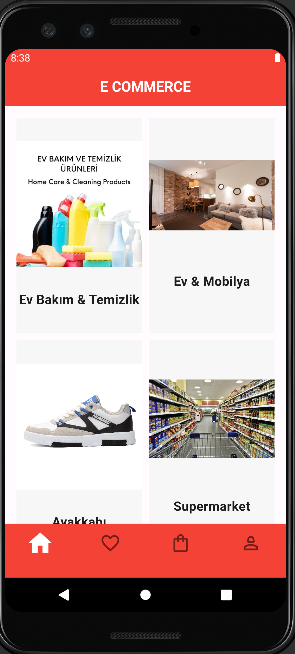 8:38
E COMMERCE
EV BAKIM VE TEMİZLİK
ÜRÜNLERİ
Home Care & Cleaning Products
Ev Bakım & Temizlik
Ev & Mobilya
Ayakkabı
Supermarket